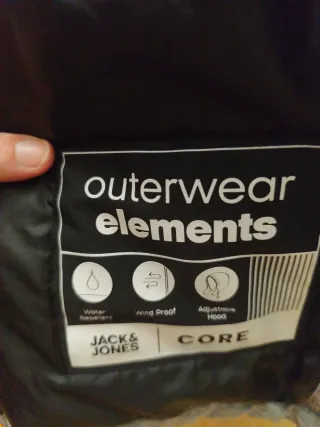 outerwear
elements
Water
Repellent
Wind Proof
Adjustable
Hood
JACK&
JONES
CORE